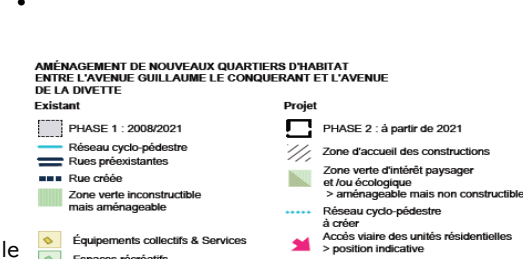 AMÉNAGEMENT DE NOUVEAUX QUARTIERS D'HABITAT
ENTRE L'AVENUE GUILLAUME LE CONQUERANT ET L'AVENUE
DE LA DIVETTE
Existant
PHASE 1 : 2008/2021
Réseau cyclo-pédestre
Rues préexistantes
Rue créée
Zone verte inconstructible
mais aménageable
Équipements collectifs & Services
Espaces récréatifs
le
Projet
PHASE 2 : à partir de 2021
Zone d'accueil des constructions
Zone verte d'intérêt paysager
et /ou écologique
> aménageable mais non constructible
Réseau cyclo-pédestre
à créer
Accès viaire des unités résidentielles
> position indicative